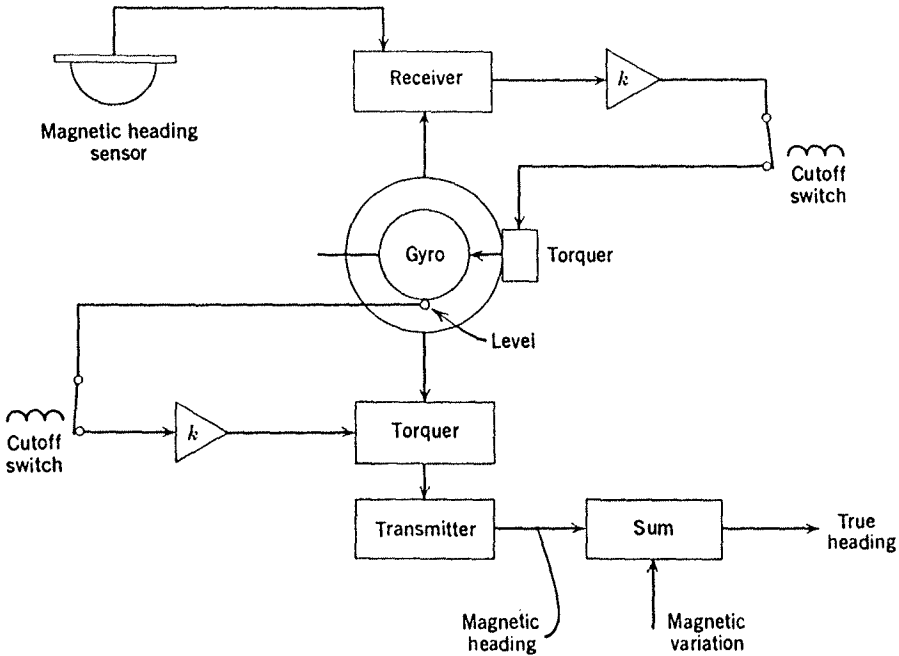 Receiver
k
Magnetic heading
sensor
Cutoff
switch
Gyro
Torquer
Level
Cutoff
switch
k
Torquer
Transmitter
Sum
True
heading
Magnetic
heading
Magnetic
variation